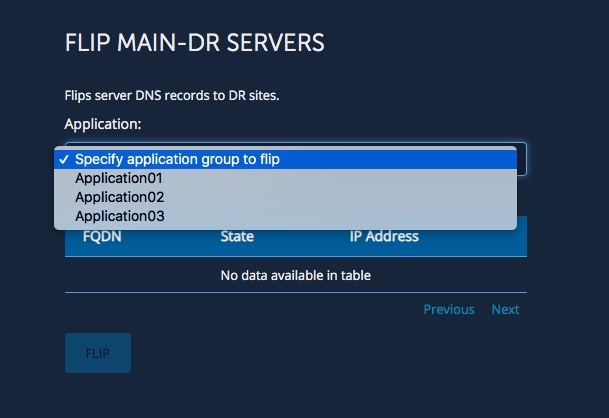 FLIP MAIN-DR SERVERS
Flips server DNS records to DR sites.
Application:
✓ Specify application group to flip
Application01
Application02
Application03
FQDN State IP Address
No data available in table
Previous Next
FLIP